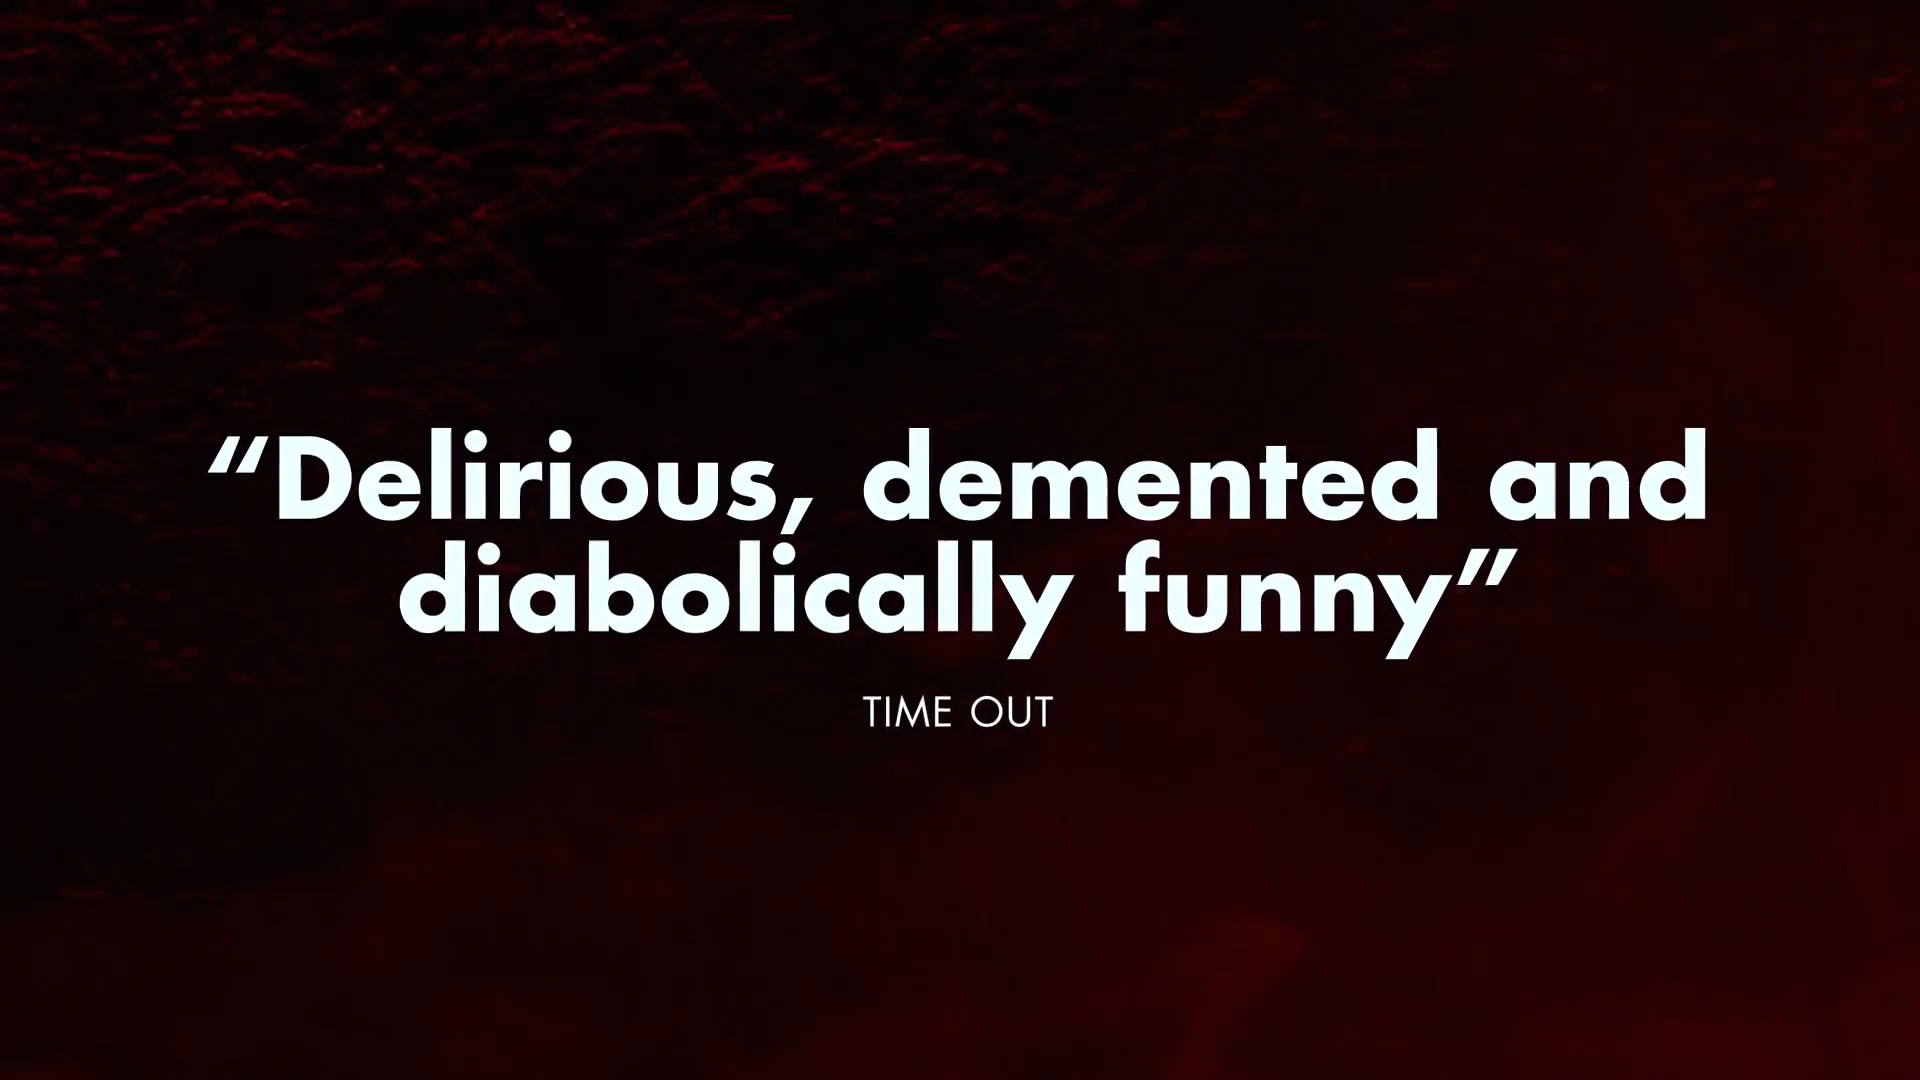 “Delirious, demented and
diabolically funny”
TIME OUT